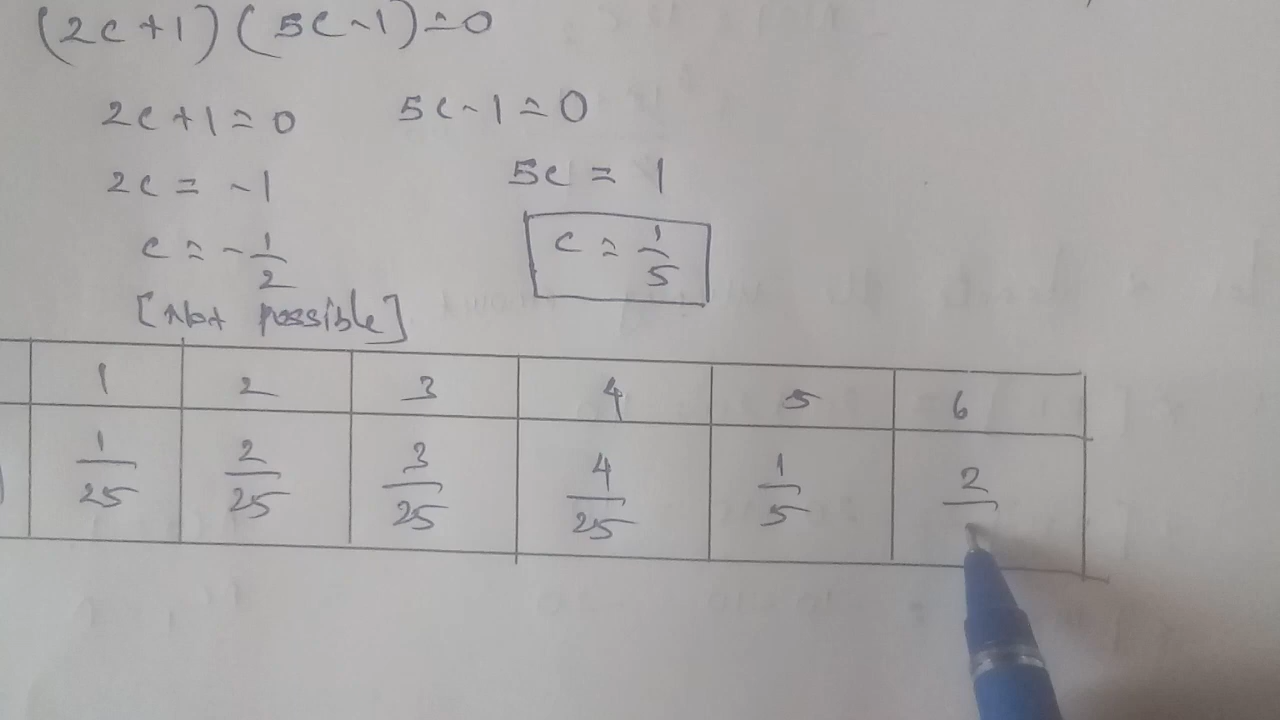 (2c+1)(5c-1)=0
2c+1=0 5c-1=0
2c = -1 5c = 1
c = -1/2 c = 1/5
[Not possible]
1 2 3 4 5 6
1/25 2/25 3/25 4/25 1/5 2/